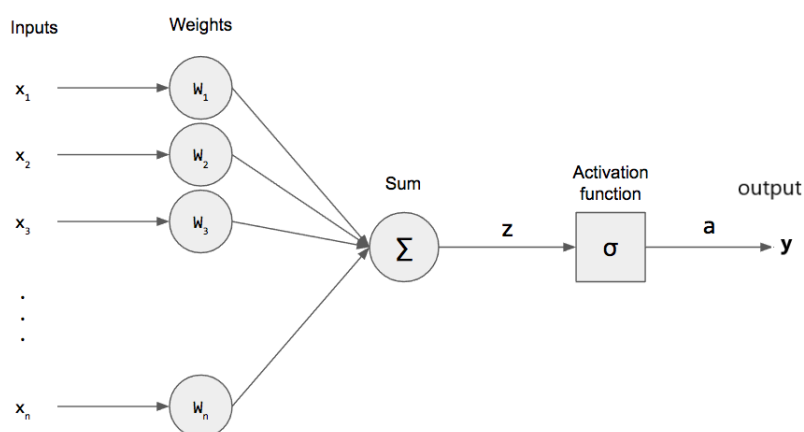 Inputs
Weights
x1
W1
x2
W2
x3
W3
Sum
Σ
z
Activation
function
σ
a
output
y
.
.
.
xn
Wn